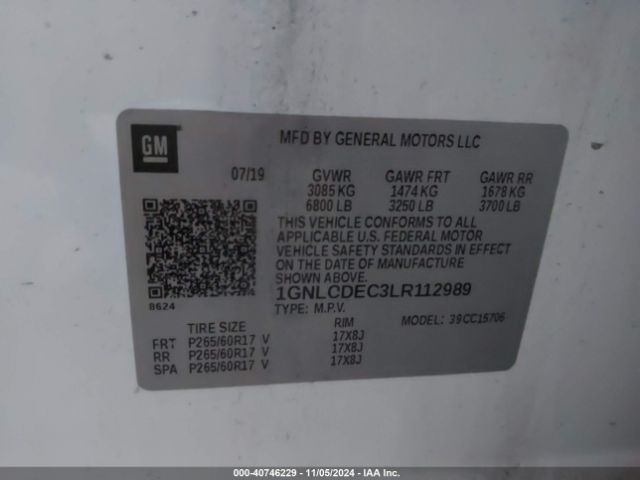 GM
MFD BY GENERAL MOTORS LLC
07/19 GVWR GAWR FRT GAWR RR
3085 KG 1474 KG 1678 KG
6800 LB 3250 LB 3700 LB
THIS VEHICLE CONFORMS TO ALL
APPLICABLE U.S. FEDERAL MOTOR
VEHICLE SAFETY STANDARDS IN EFFECT
ON THE DATE OF MANUFACTURE
SHOWN ABOVE.
1GNLCDEC3LR112989
8624 TYPE: M.P.V. MODEL: 39CC15706
TIRE SIZE RIM
FRT P265/60R17 V 17X8J
RR P265/60R17 V 17X8J
SPA P265/60R17 V 17X8J
000-40746229 - 11/05/2024 - IAA Inc.